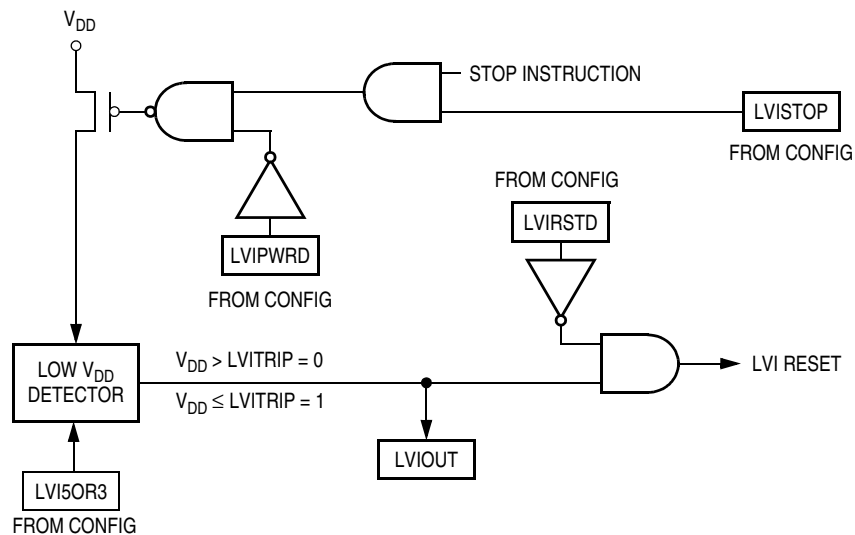 VDD
STOP INSTRUCTION
LVISTOP
FROM CONFIG
FROM CONFIG
LVIRSTD
LVIPWRD
FROM CONFIG
LOW VDD
DETECTOR
VDD > LVITRIP = 0
VDD ≤ LVITRIP = 1
LVI RESET
LVIOUT
LVI5OR3
FROM CONFIG